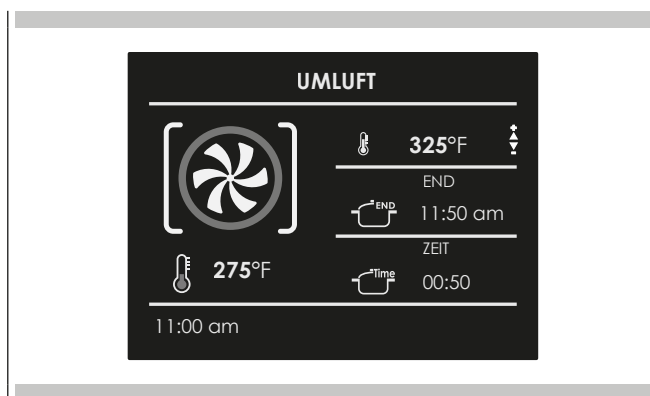 UMLUFT
325°F
END
END
11:50 am
275°F
ZEIT
Time
00:50
11:00 am